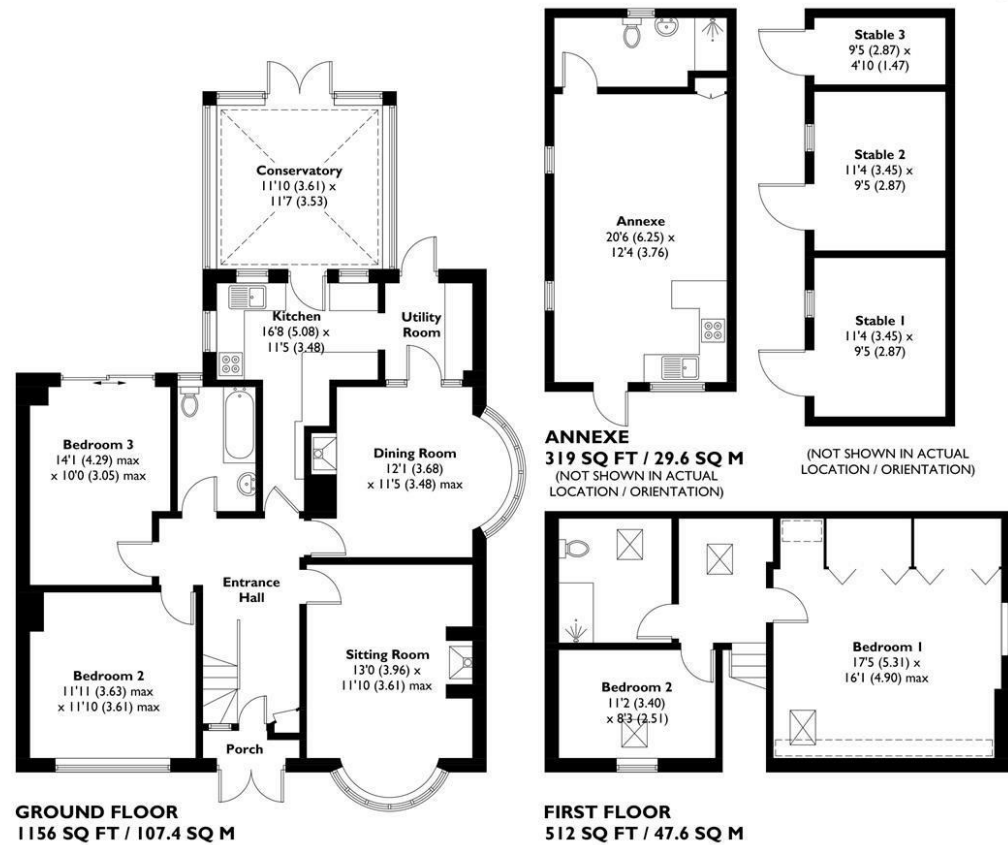 Conservatory
11'10 (3.61) x
11'7 (3.53)
Kitchen
16'8 (5.08) x
11'5 (3.48)
Utility
Room
Bedroom 3
14'1 (4.29) max
x 10'0 (3.05) max
Dining Room
12'1 (3.68)
x 11'5 (3.48) max
Entrance
Hall
Bedroom 2
11'11 (3.63) max
x 11'10 (3.61) max
Sitting Room
13'0 (3.96) x
11'10 (3.61) max
Porch
GROUND FLOOR
1156 SQ FT / 107.4 SQ M
Annexe
20'6 (6.25) x
12'4 (3.76)
ANNEXE
319 SQ FT / 29.6 SQ M
(NOT SHOWN IN ACTUAL
LOCATION / ORIENTATION)
Stable 3
9'5 (2.87) x
4'10 (1.47)
Stable 2
11'4 (3.45) x
9'5 (2.87)
Stable 1
11'4 (3.45) x
9'5 (2.87)
(NOT SHOWN IN ACTUAL
LOCATION / ORIENTATION)
Bedroom 1
17'5 (5.31) x
16'1 (4.90) max
Bedroom 2
11'2 (3.40)
x 8'3 (2.51)
FIRST FLOOR
512 SQ FT / 47.6 SQ M